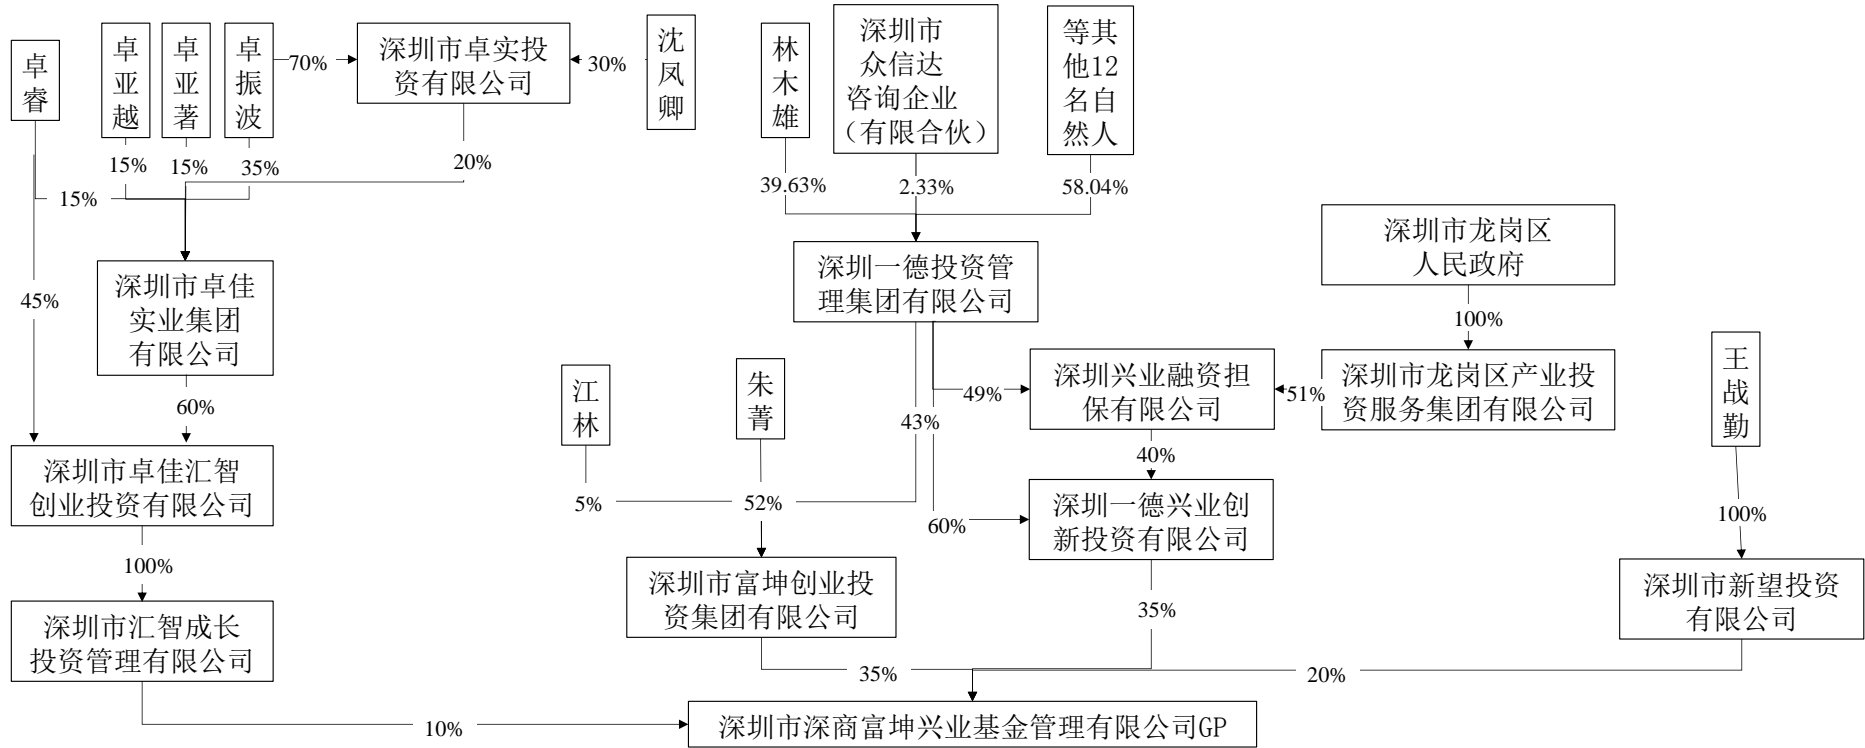 卓
睿
卓
亚
越
卓
亚
著
卓
振
波
70%
深圳市卓实投
资有限公司
30%
沈
凤
卿
林
木
雄
深圳市
众信达
咨询企业
（有限合伙）
等其
他12
名自
然人
15%
15%
35%
20%
15%
39.63%
2.33%
58.04%
深圳市龙岗区
人民政府
深圳一德投资管
理集团有限公司
45%
深圳市卓佳
实业集团
有限公司
100%
江
林
朱
菁
49%
深圳兴业融资担
保有限公司
51%
深圳市龙岗区产业投
资服务集团有限公司
王
战
勤
60%
43%
40%
深圳市卓佳汇智
创业投资有限公司
5%
52%
60%
深圳一德兴业创
新投资有限公司
100%
100%
深圳市富坤创业投
资集团有限公司
35%
深圳市新望投资
有限公司
深圳市汇智成长
投资管理有限公司
35%
20%
10%
深圳市深商富坤兴业基金管理有限公司GP